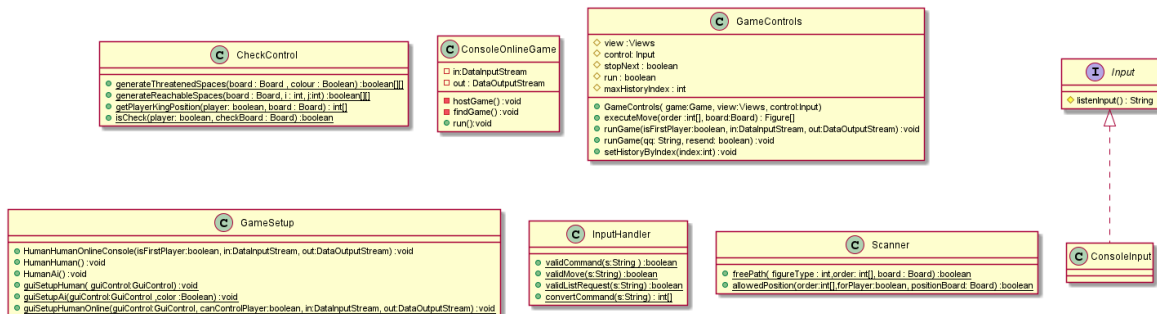 C CheckControl
generateThreatenedSpaces(board : Board , colour : Boolean) :boolean[][]
generateReachableSpaces(board : Board, i : int, j:int) :boolean[][]
getPlayerKingPosition(player: boolean, board : Board) : int[]
isCheck(player: boolean, checkBoard : Board) :boolean
C ConsoleOnlineGame
in:DataInputStream
out : DataOutputStream
hostGame() : void
findGame() : void
run():void
C GameControls
view :Views
control: Input
stopNext : boolean
run : boolean
maxHistoryIndex : int
GameControls( game:Game, view:Views, control:Input)
executeMove(order :int[], board:Board) : Figure[]
runGame(isFirstPlayer:boolean, in:DataInputStream, out:DataOutputStream) : void
runGame(qq: String, resend: boolean) :void
setHistoryByIndex(index:int) : void
I Input
listenInput() : String
C GameSetup
HumanHumanOnlineConsole(isFirstPlayer:boolean, in:DataInputStream, out:DataOutputStream) : void
HumanHuman() : void
HumanAi() : void
guiSetupHuman( guiControl:GuiControl) : void
guiSetupAi(guiControl:GuiControl ,color :Boolean) : void
guiSetupHumanOnline(guiControl:GuiControl, canControlPlayer:boolean, in:DataInputStream, out:DataOutputStream) : void
C InputHandler
validCommand(s:String ) :boolean
validMove(s:String) :boolean
validListRequest(s:String) :boolean
convertCommand(s:String) : int[]
C Scanner
freePath( figureType : int,order: int[], board : Board) :boolean
allowedPosition(order:int[],forPlayer:boolean, positionBoard: Board) :boolean
C ConsoleInput